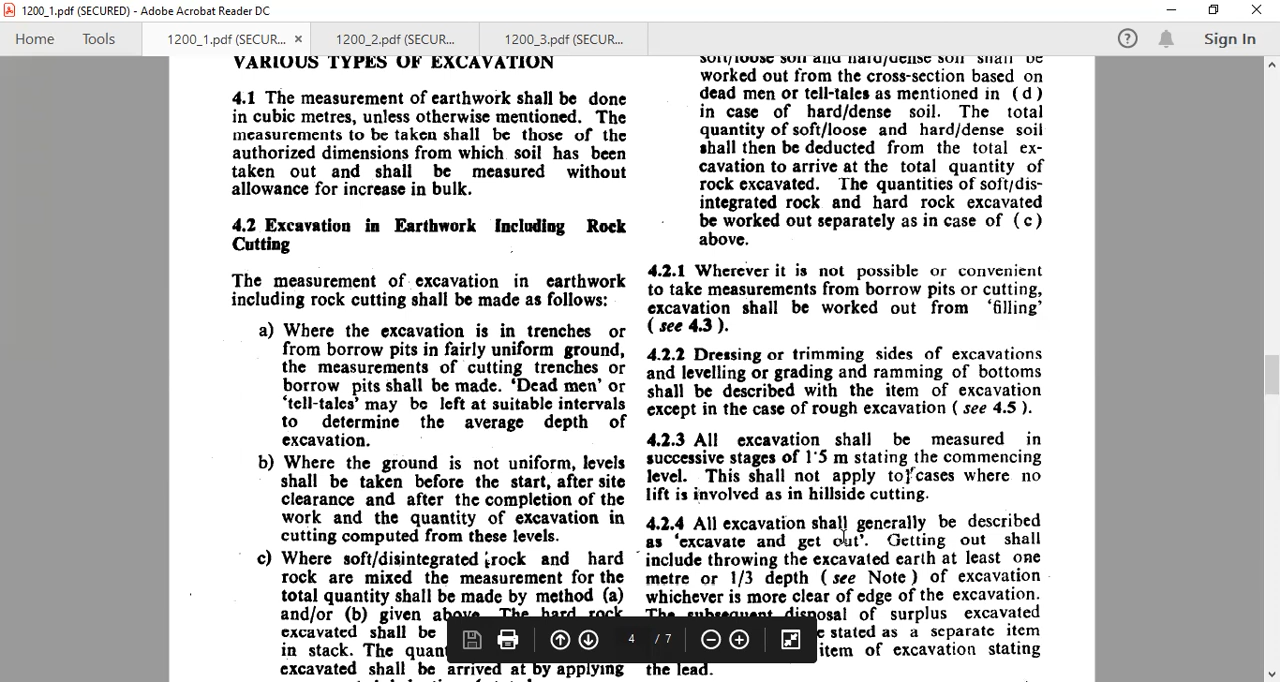 1200_1.pdf (SECURED) - Adobe Acrobat Reader DC
Home
Tools
1200_1.pdf (SECUR...
×
1200_2.pdf (SECUR...
1200_3.pdf (SECUR...
?
Sign In
VARIOUS TYPES OF EXCAVATION
4.1 The measurement of earthwork shall be done
in cubic metres, unless otherwise mentioned. The
measurements to be taken shall be those of the
authorized dimensions from which soil has been
taken out and shall be measured without
allowance for increase in bulk.
4.2 Excavation in Earthwork Including Rock
Cutting
The measurement of excavation in earthwork
including rock cutting shall be made as follows:
a) Where the excavation is in trenches or
from borrow pits in fairly uniform ground,
the measurements of cutting trenches or
borrow pits shall be made. 'Dead men' or
'tell-tales' may be left at suitable intervals
to determine the average depth of
excavation.
b) Where the ground is not uniform, levels
shall be taken before the start, after site
clearance and after the completion of the
work and the quantity of excavation in
cutting computed from these levels.
c) Where soft/disintegrated rock and hard
rock are mixed the measurement for the
total quantity shall be made by method (a)
and/or (b) given above. The hard rock
excavated shall be
in stack. The quant
excavated shall be arrived at by applying
soft/loose soil and hard/dense soil shall be
worked out from the cross-section based on
dead men or tell-tales as mentioned in (d)
in case of hard/dense soil. The total
quantity of soft/loose and hard/dense soil
shall then be deducted from the total ex-
cavation to arrive at the total quantity of
rock excavated. The quantities of soft/dis-
integrated rock and hard rock excavated
be worked out separately as in case of (c)
above.
4.2.1 Wherever it is not possible or convenient
to take measurements from borrow pits or cutting,
excavation shall be worked out from 'filling'
( see 4.3 ).
4.2.2 Dressing or trimming sides of excavations
and levelling or grading and ramming of bottoms
shall be described with the item of excavation
except in the case of rough excavation ( see 4.5 ).
4.2.3 All excavation shall be measured in
successive stages of 1·5 m stating the commencing
level. This shall not apply to cases where no
lift is involved as in hillside cutting.
4.2.4 All excavation shall generally be described
as 'excavate and get out'. Getting out shall
include throwing the excavated earth at least one
metre or 1/3 depth ( see Note ) of excavation
whichever is more clear of edge of the excavation.
The subsequent disposal of surplus excavated
stated as a separate item
item of excavation stating
the lead.
4 / 7